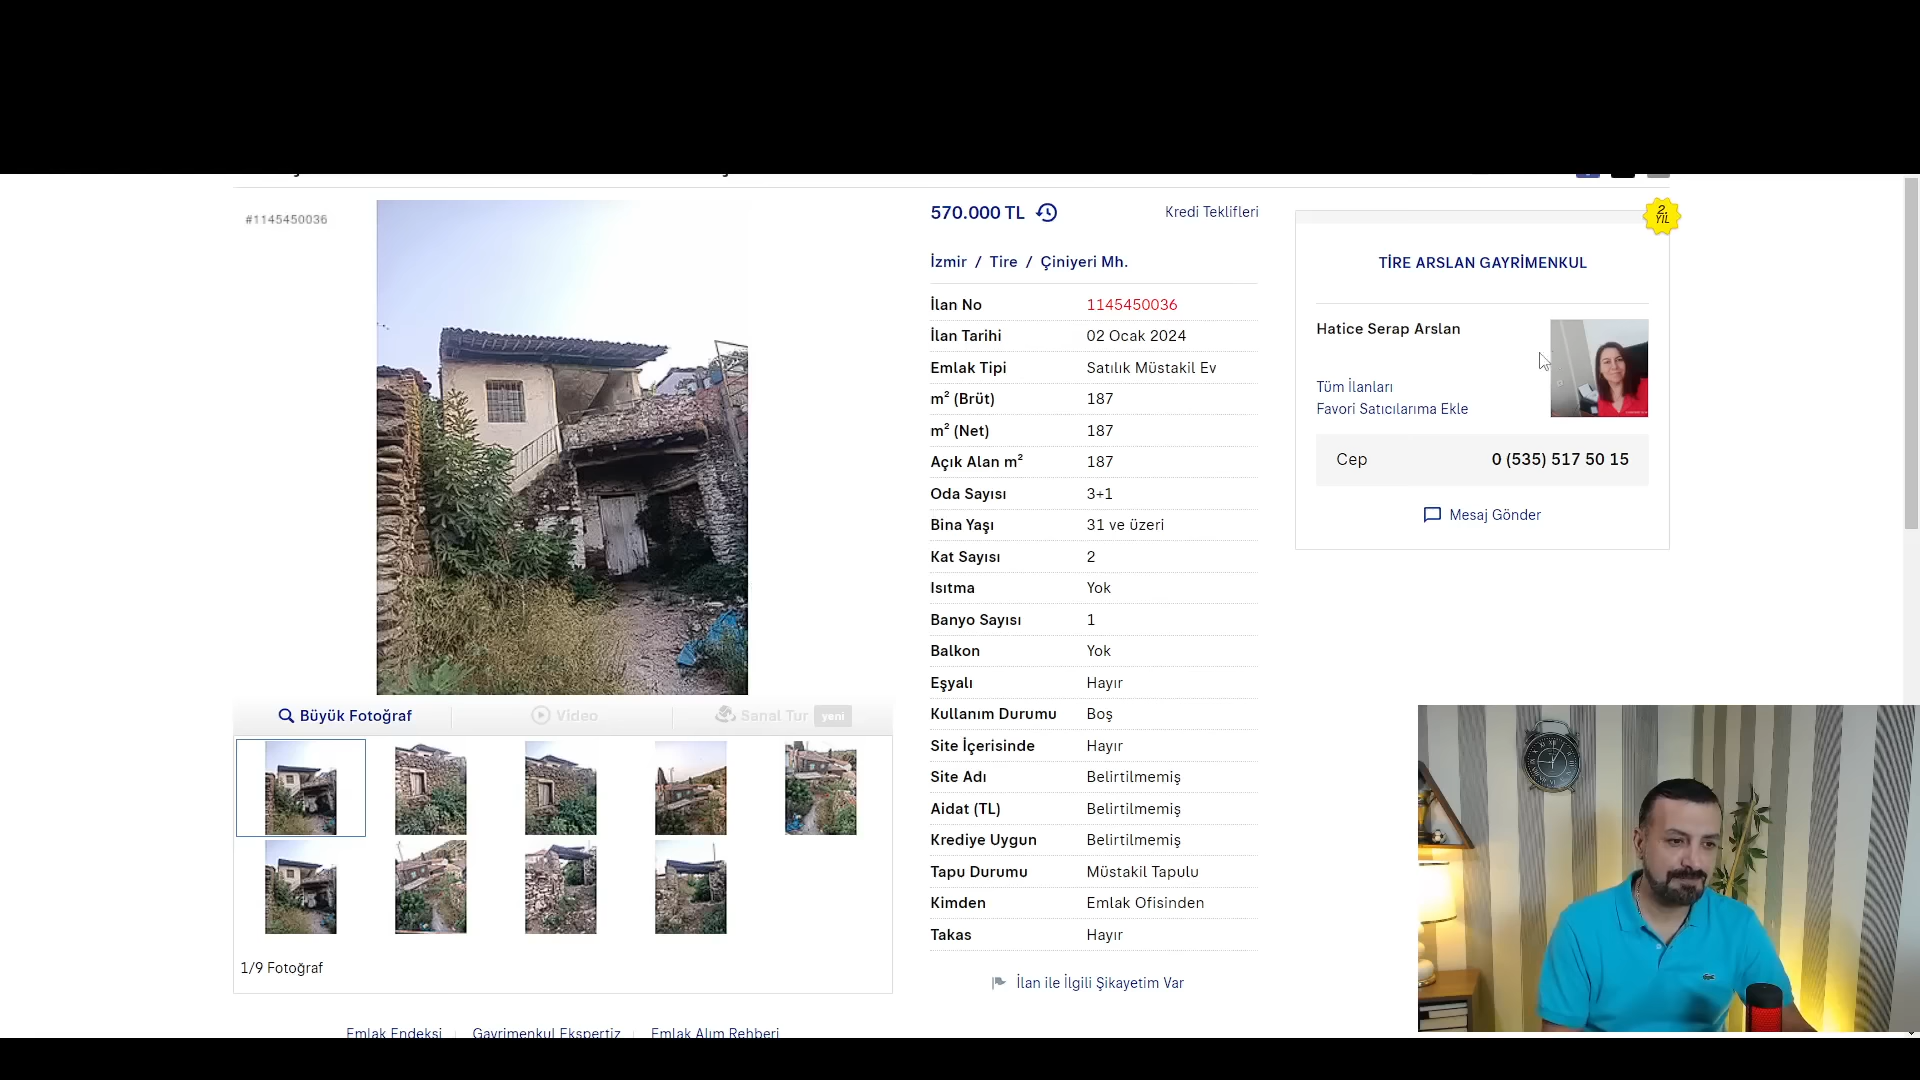 #1145450036
570.000 TL
Kredi Teklifleri
İzmir / Tire / Çiniyeri Mh.
İlan No 1145450036
İlan Tarihi 02 Ocak 2024
Emlak Tipi Satılık Müstakil Ev
m² (Brüt) 187
m² (Net) 187
Açık Alan m² 187
Oda Sayısı 3+1
Bina Yaşı 31 ve üzeri
Kat Sayısı 2
Isıtma Yok
Banyo Sayısı 1
Balkon Yok
Eşyalı Hayır
Kullanım Durumu Boş
Site İçerisinde Hayır
Site Adı Belirtilmemiş
Aidat (TL) Belirtilmemiş
Krediye Uygun Belirtilmemiş
Tapu Durumu Müstakil Tapulu
Kimden Emlak Ofisinden
Takas Hayır
İlan ile İlgili Şikayetim Var
2. YIL
TİRE ARSLAN GAYRİMENKUL
Hatice Serap Arslan
Tüm İlanları
Favori Satıcılarıma Ekle
Cep 0 (535) 517 50 15
Mesaj Gönder
Büyük Fotoğraf
Video
Sanal Tur yeni
1/9 Fotoğraf
Emlak Endeksi
Gayrimenkul Ekspertiz
Emlak Alım Rehberi